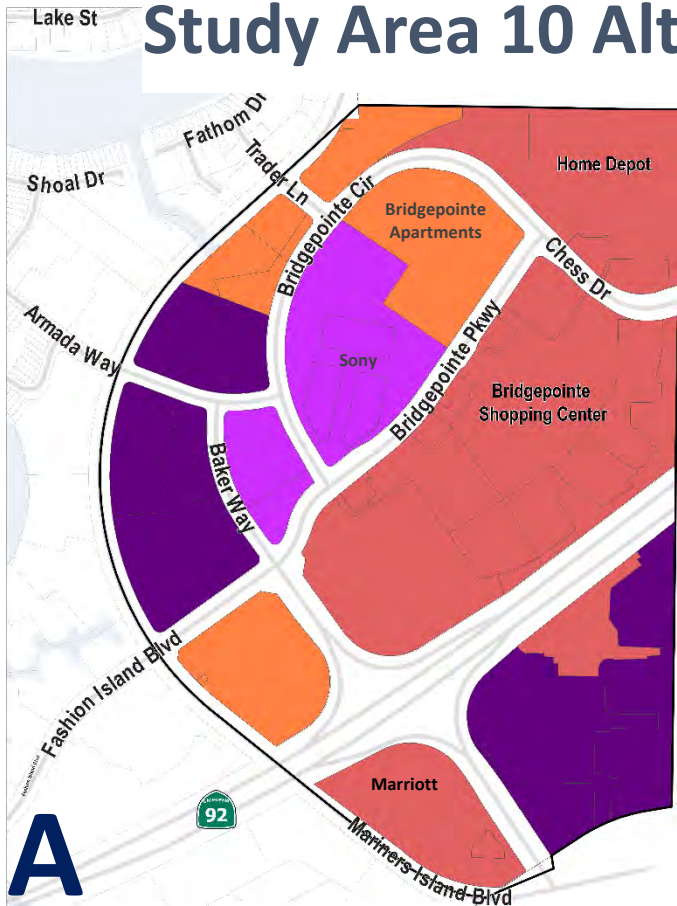 Study Area 10 Alt
Lake St
Fathom Dr
Trader Ln
Shoal Dr
Home Depot
Bridgepointe Cir
Bridgepointe
Apartments
Chess Dr
Armada Way
Bridgepointe Pkwy
Sony
Bridgepointe
Shopping Center
Baker Way
Fashion Island Blvd
Marriott
CALIFORNIA
92
Mariners Island Blvd
A